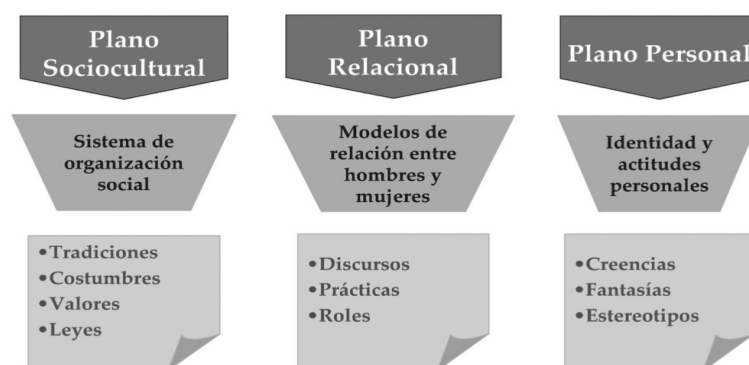 Plano
Sociocultural
Sistema de
organización
social
•Tradiciones
•Costumbres
•Valores
•Leyes
Plano
Relacional
Modelos de
relación entre
hombres y
mujeres
•Discursos
•Prácticas
•Roles
Plano Personal
Identidad y
actitudes
personales
•Creencias
•Fantasías
•Estereotipos